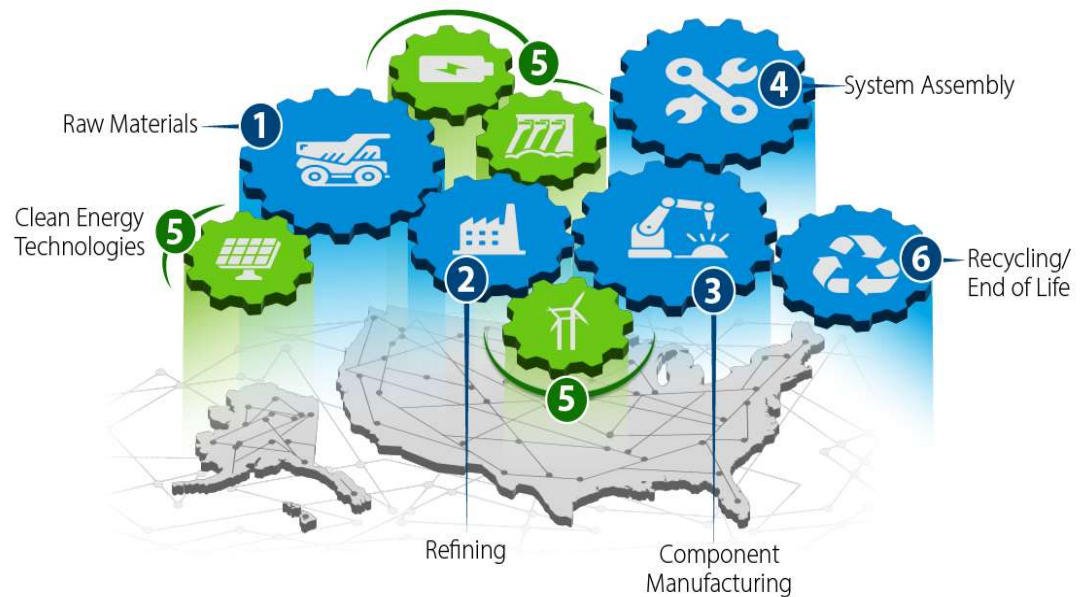 5
4
System Assembly
Raw Materials
1
Clean Energy
Technologies
5
2
3
6
Recycling/
End of Life
5
Refining
Component
Manufacturing